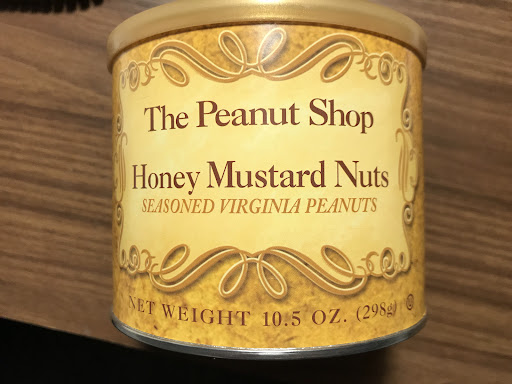 The Peanut Shop
Honey Mustard Nuts
SEASONED VIRGINIA PEANUTS
NET WEIGHT 10.5 OZ. (298g)